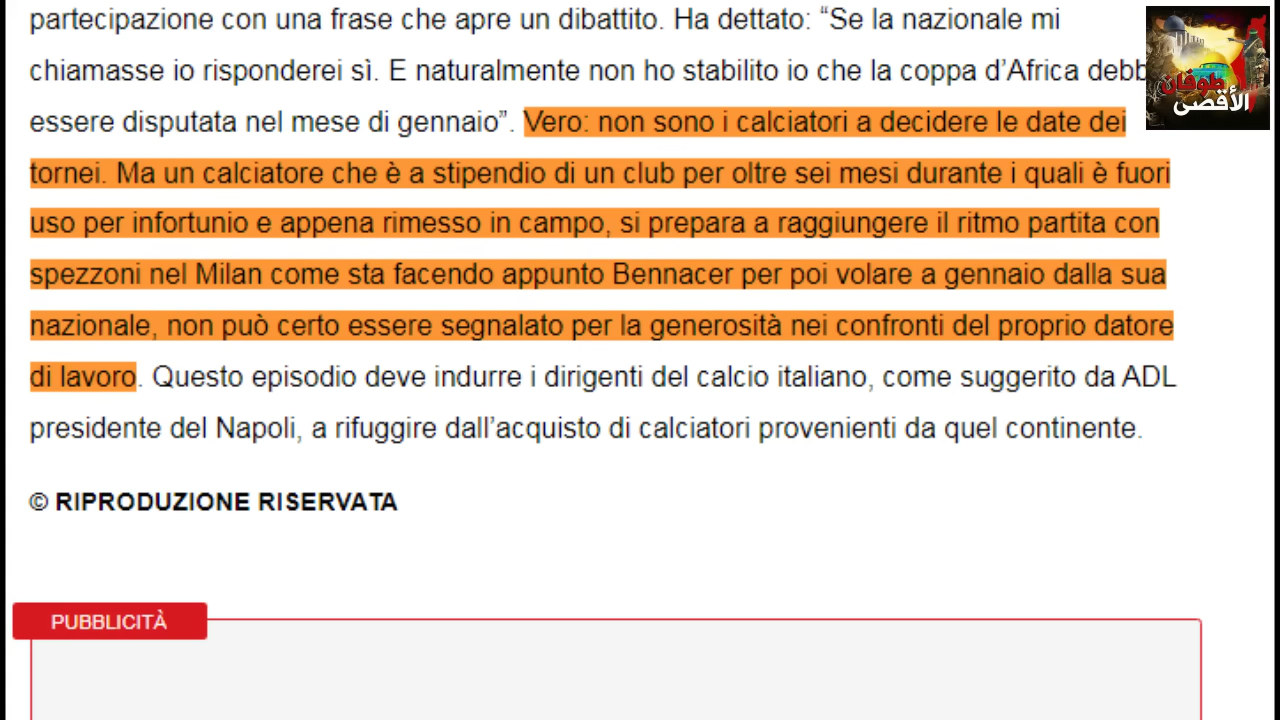 partecipazione con una frase che apre un dibattito. Ha dettato: “Se la nazionale mi
chiamasse io risponderei sì. E naturalmente non ho stabilito io che la coppa d’Africa debb
essere disputata nel mese di gennaio”. Vero: non sono i calciatori a decidere le date dei
tornei. Ma un calciatore che è a stipendio di un club per oltre sei mesi durante i quali è fuori
uso per infortunio e appena rimesso in campo, si prepara a raggiungere il ritmo partita con
spezzoni nel Milan come sta facendo appunto Bennacer per poi volare a gennaio dalla sua
nazionale, non può certo essere segnalato per la generosità nei confronti del proprio datore
di lavoro. Questo episodio deve indurre i dirigenti del calcio italiano, come suggerito da ADL
presidente del Napoli, a rifuggire dall’acquisto di calciatori provenienti da quel continente.
© RIPRODUZIONE RISERVATA
PUBBLICITÀ
طوفان
الأقصى